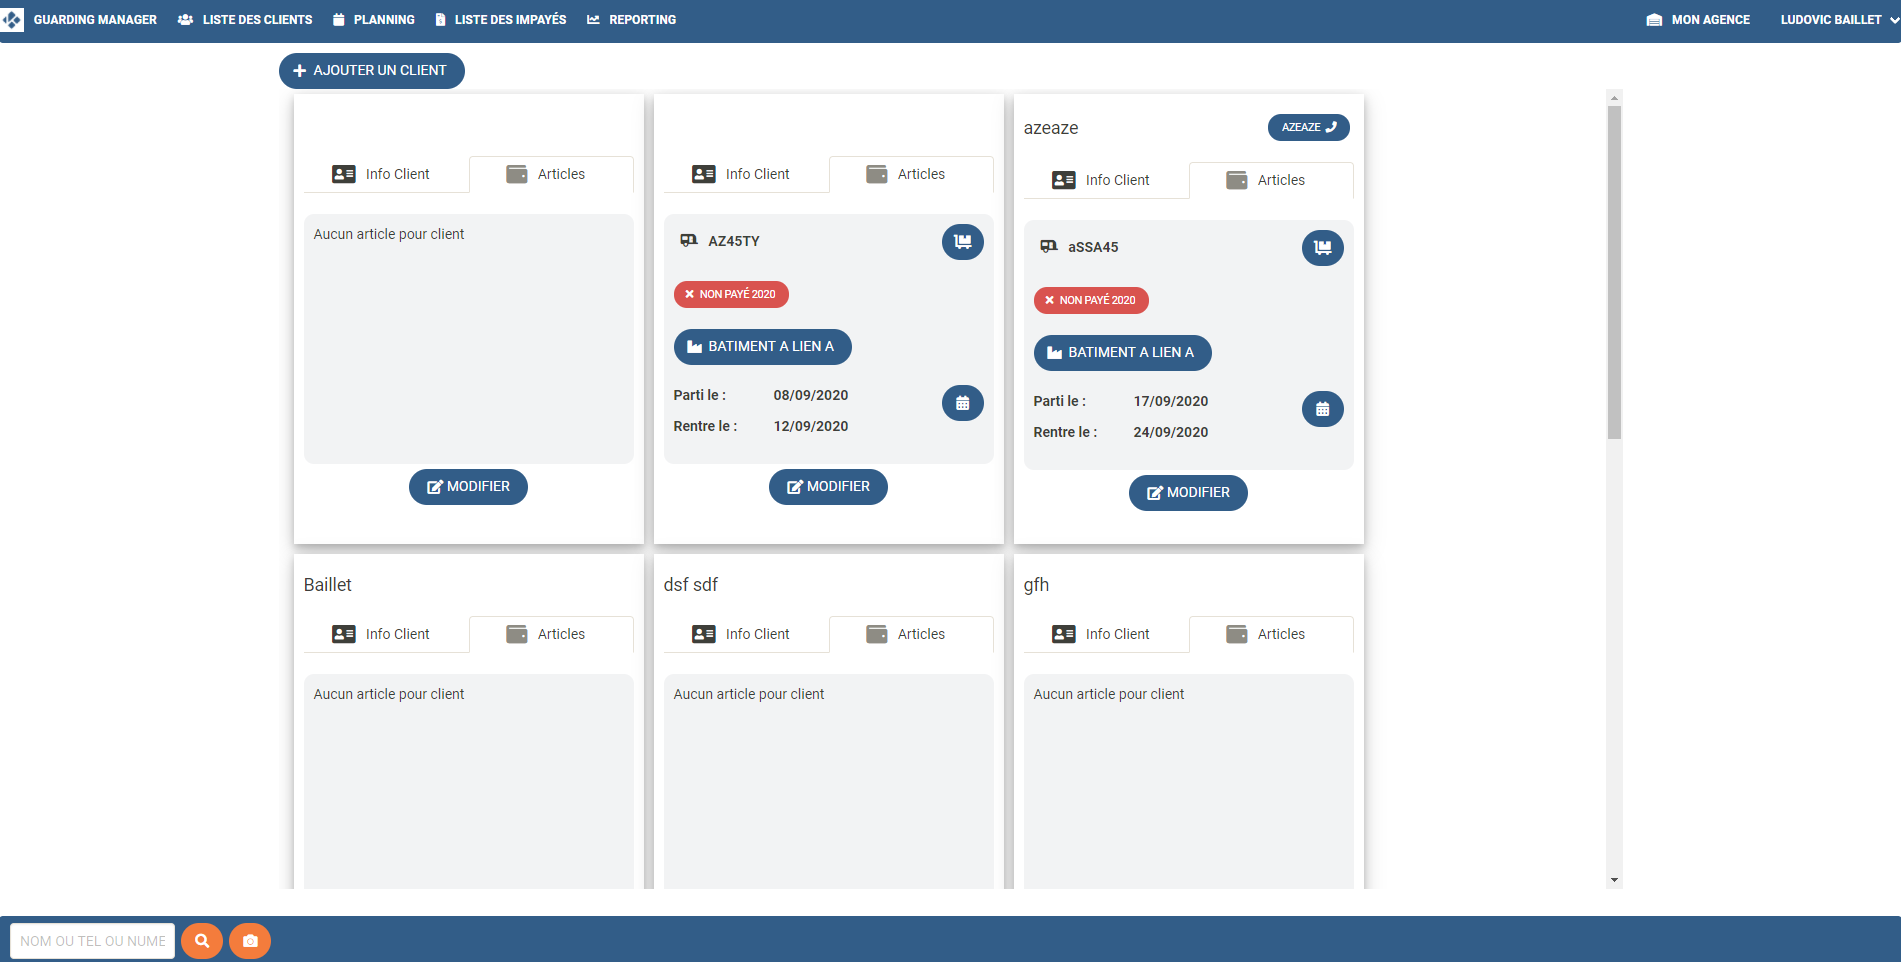 GUARDING MANAGER LISTE DES CLIENTS PLANNING LISTE DES IMPAYÉS REPORTING MON AGENCE LUDOVIC BAILLET
AJOUTER UN CLIENT
Info Client Articles
Aucun article pour client
MODIFIER
Info Client Articles
AZ45TY
NON PAYÉ 2020
BATIMENT A LIEN A
Parti le : 08/09/2020
Rentre le : 12/09/2020
MODIFIER
azeaze AZEAZE
Info Client Articles
aSSA45
NON PAYÉ 2020
BATIMENT A LIEN A
Parti le : 17/09/2020
Rentre le : 24/09/2020
MODIFIER
Baillet
Info Client Articles
Aucun article pour client
dsf sdf
Info Client Articles
Aucun article pour client
gfh
Info Client Articles
Aucun article pour client
NOM OU TEL OU NUME